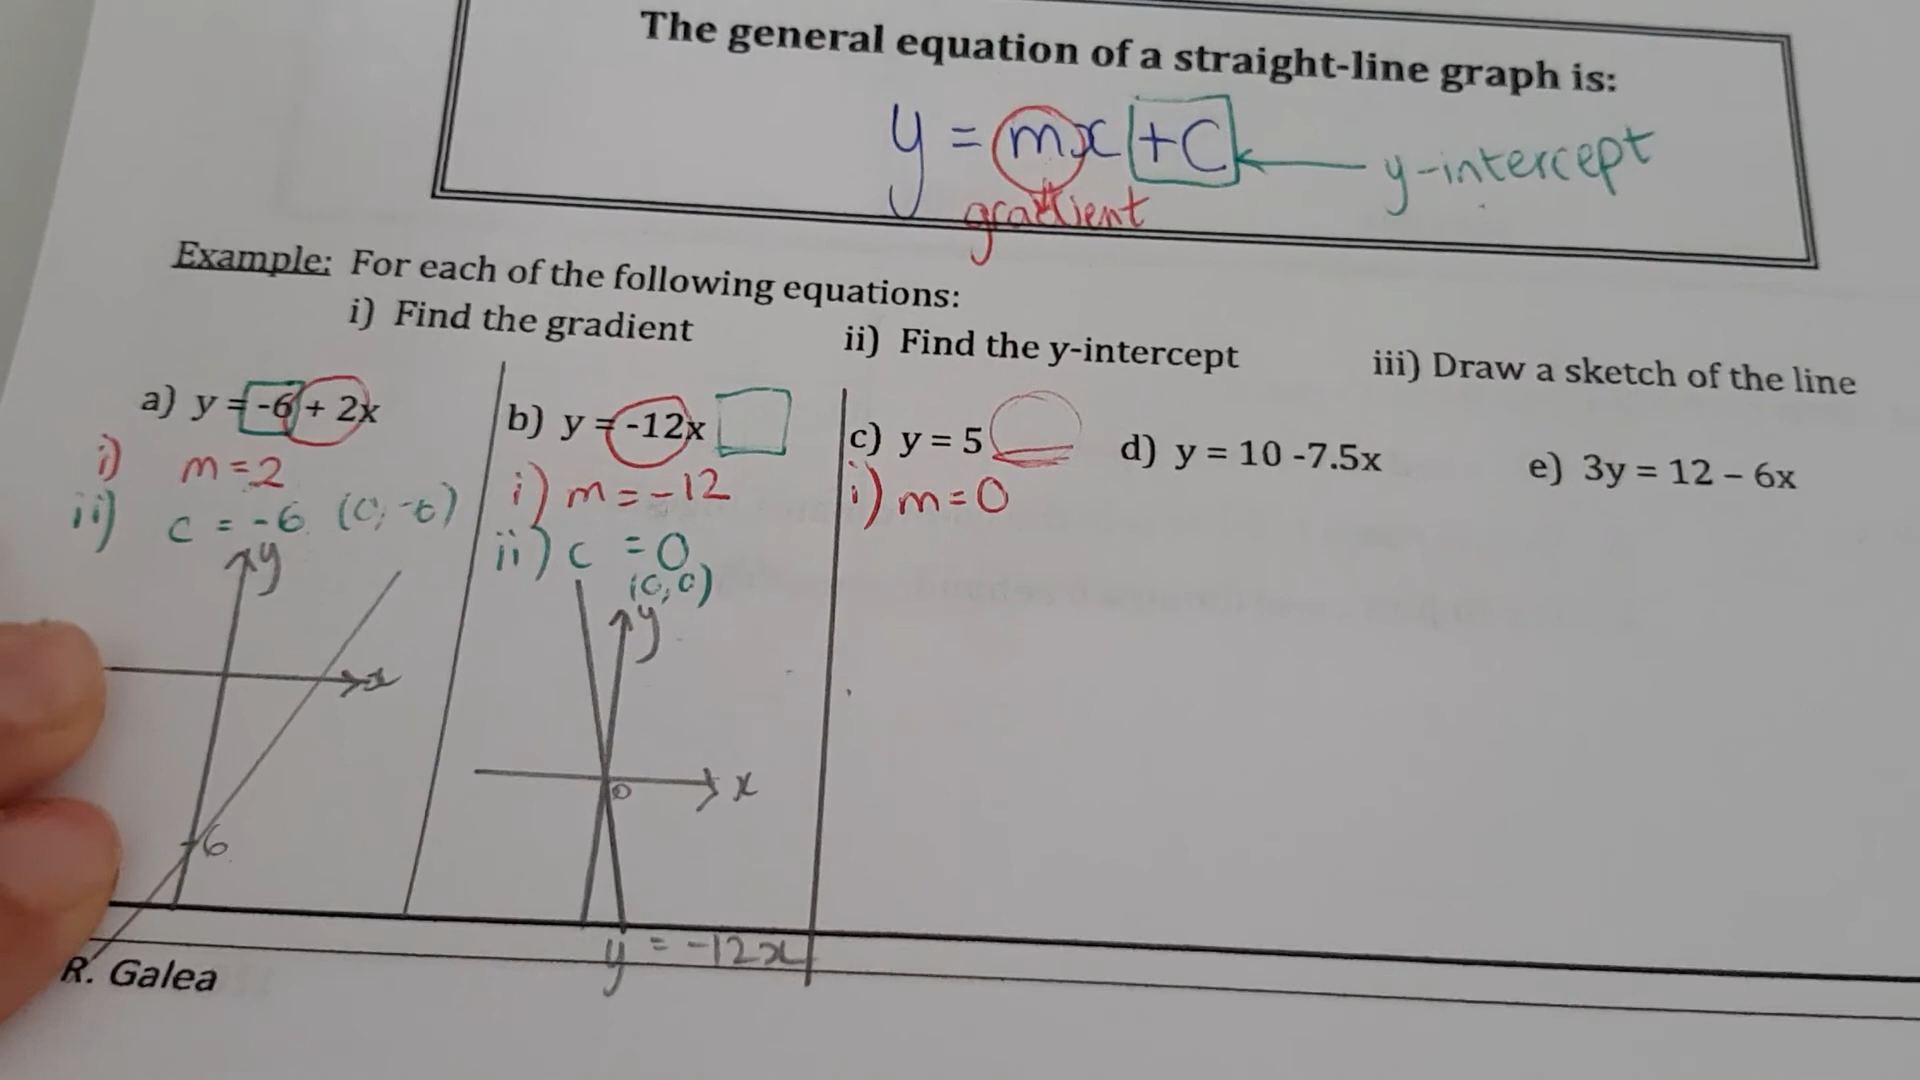 The general equation of a straight-line graph is:
y = mx + c ← y-intercept
gradient
Example: For each of the following equations:
i) Find the gradient ii) Find the y-intercept iii) Draw a sketch of the line
a) y = -6 + 2x b) y = -12x c) y = 5 d) y = 10 -7.5x e) 3y = 12 – 6x
i) m = 2 i) m = -12 i) m = 0
ii) c = -6 (0, -6) ii) c = 0
(0,0)
y y
x x
0
-6
y = -12x
R. Galea